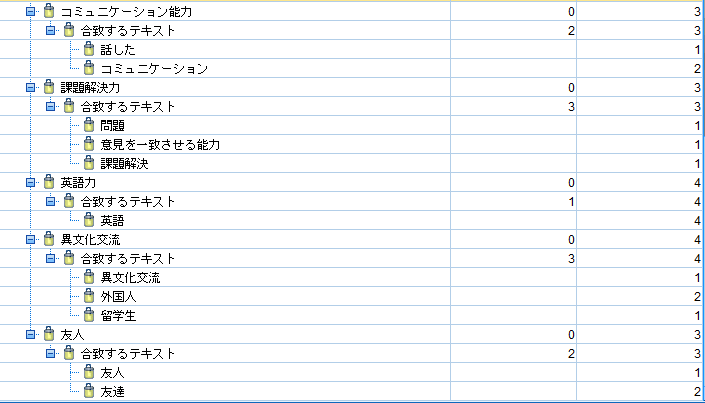 コミュニケーション能力 0 3
合致するテキスト 2 3
話した 1
コミュニケーション 2
課題解決力 0 3
合致するテキスト 3 3
問題 1
意見を一致させる能力 1
課題解決 1
英語力 0 4
合致するテキスト 1 4
英語 4
異文化交流 0 4
合致するテキスト 3 4
異文化交流 1
外国人 2
留学生 1
友人 0 3
合致するテキスト 2 3
友人 1
友達 2